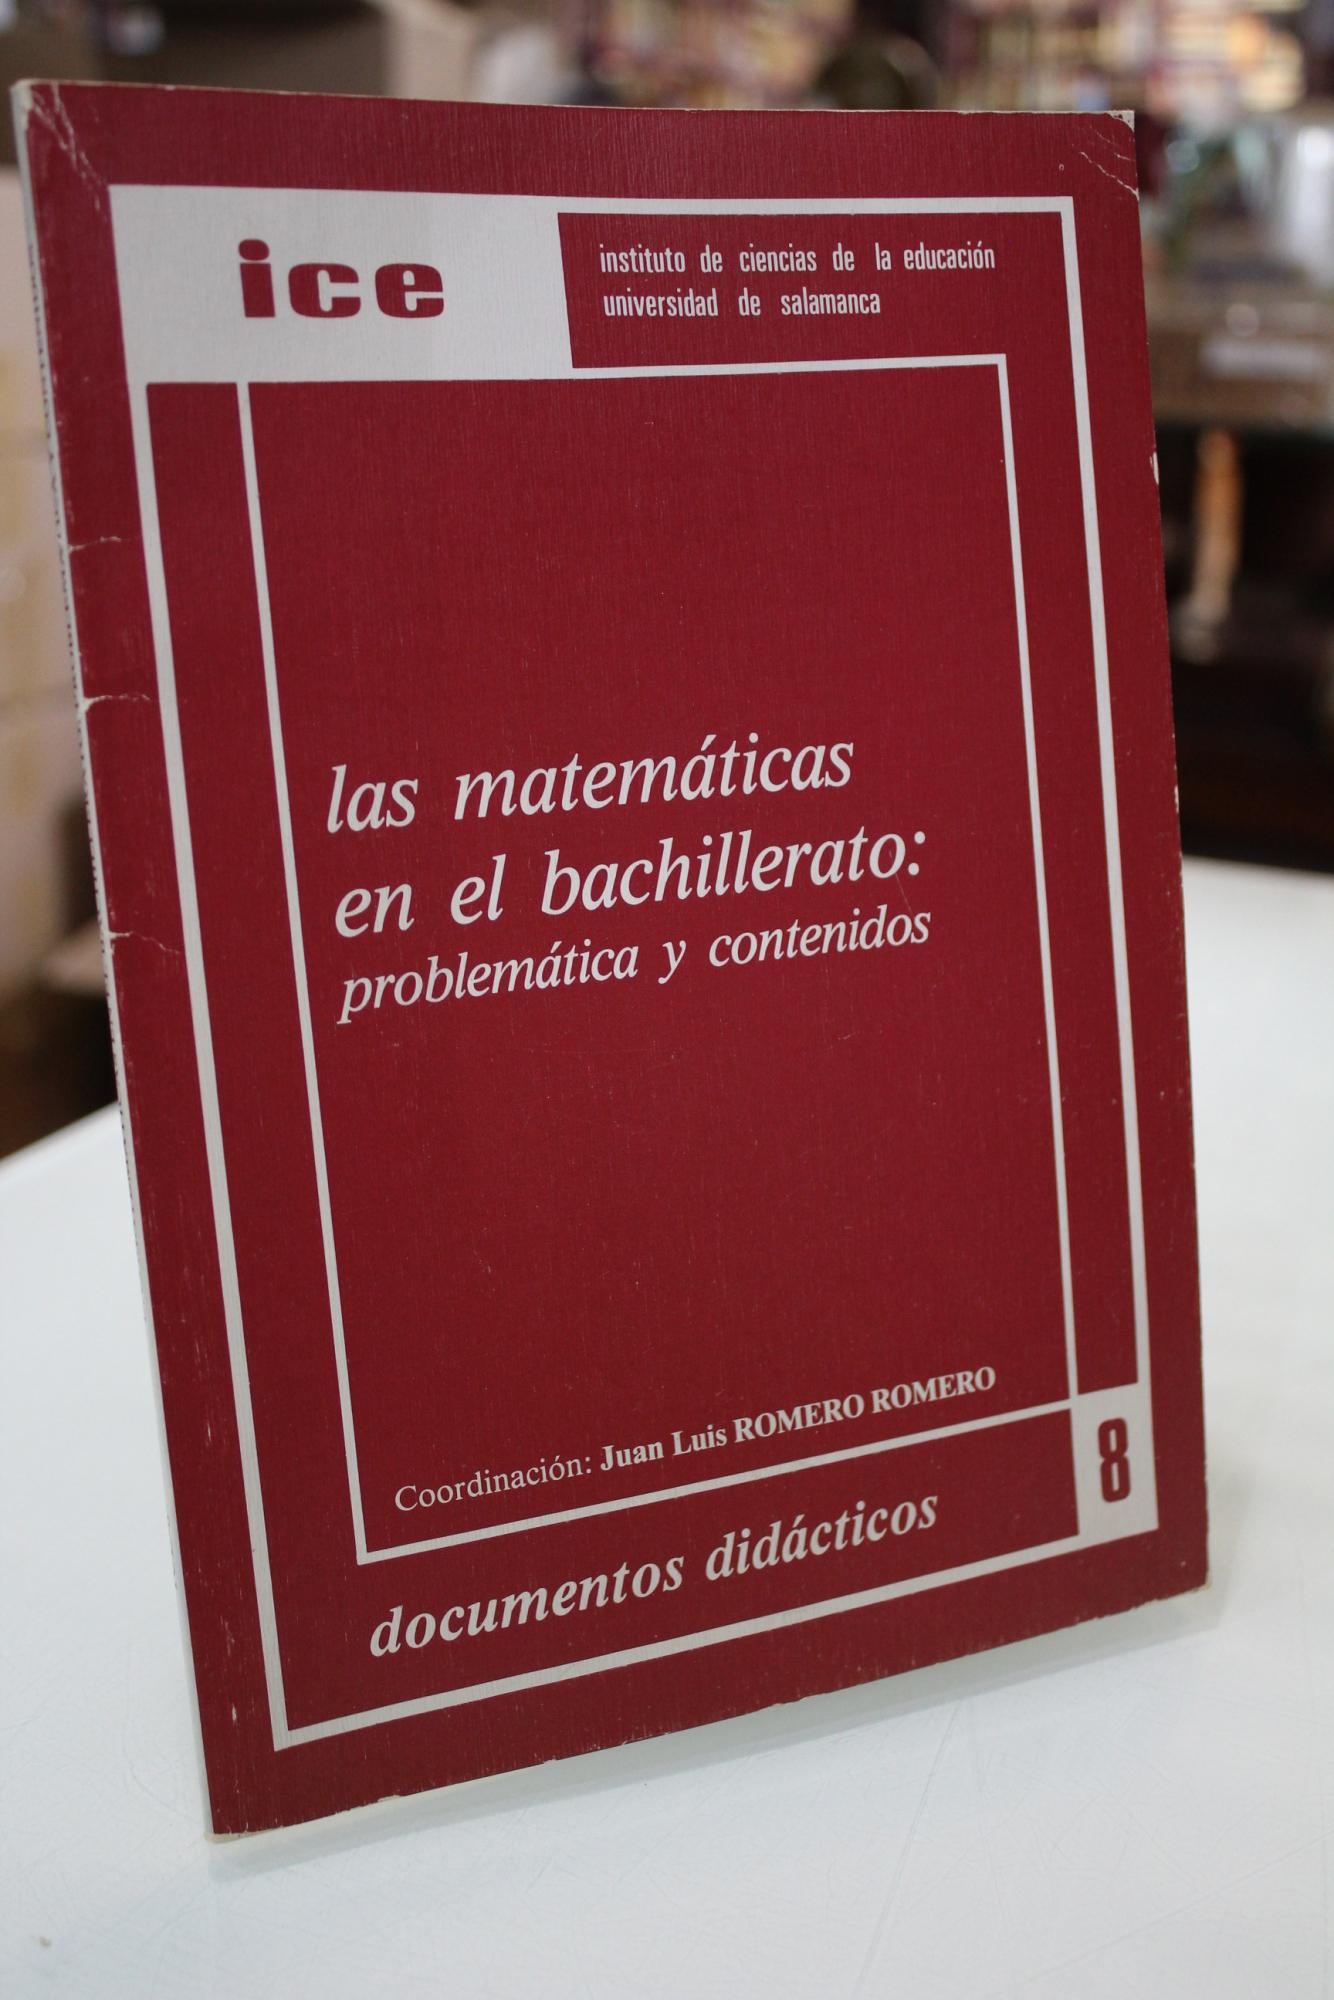 ice
instituto de ciencias de la educación
universidad de salamanca
las matemáticas
en el bachillerato:
problemática y contenidos
Coordinación: Juan Luis ROMERO ROMERO
8
documentos didácticos